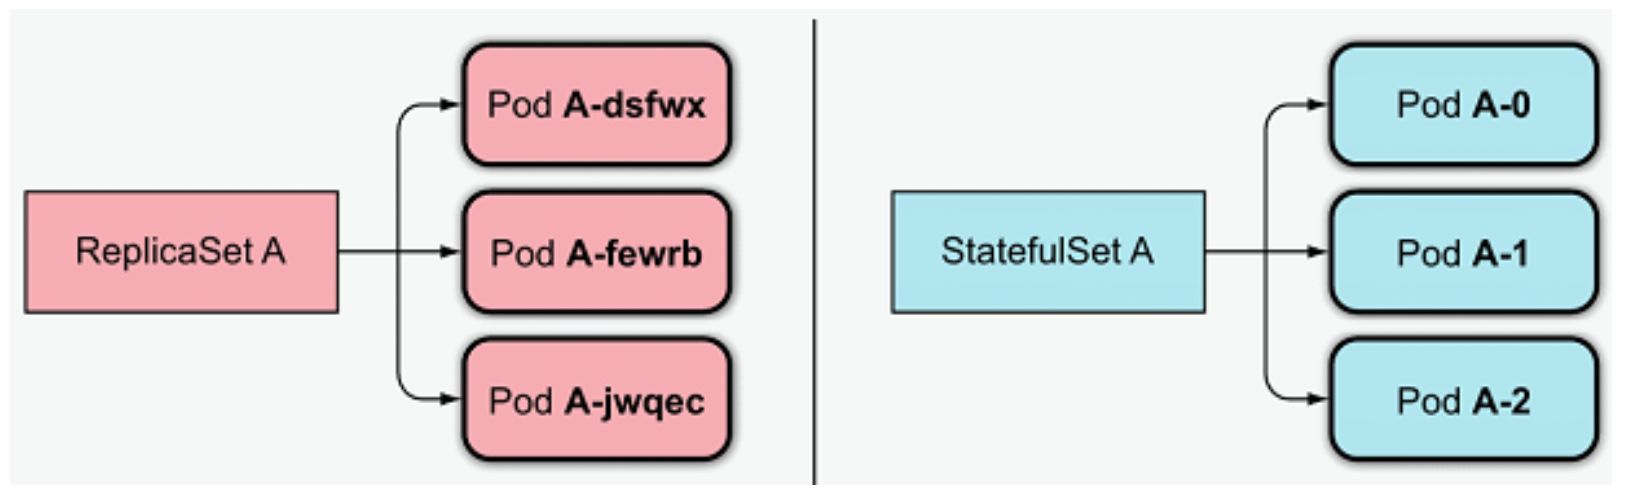 ReplicaSet A
Pod A-dsfwx
Pod A-fewrb
Pod A-jwqec
StatefulSet A
Pod A-0
Pod A-1
Pod A-2